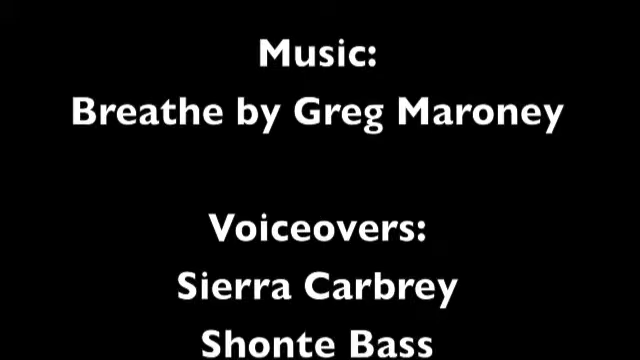 Music:
Breathe by Greg Maroney
Voiceovers:
Sierra Carbrey
Shonte Bass